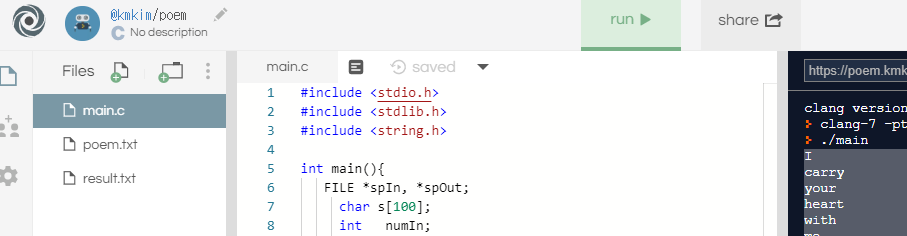 @kmkim/poem
C No description
run
share
Files
main.c
poem.txt
result.txt
main.c
saved
1 #include <stdio.h>
2 #include <stdlib.h>
3 #include <string.h>
4
5 int main(){
6 FILE *spIn, *spOut;
7 char s[100];
8 int numIn;
https://poem.kmk
clang version
> clang-7 -pt
> ./main
I
carry
your
heart
with